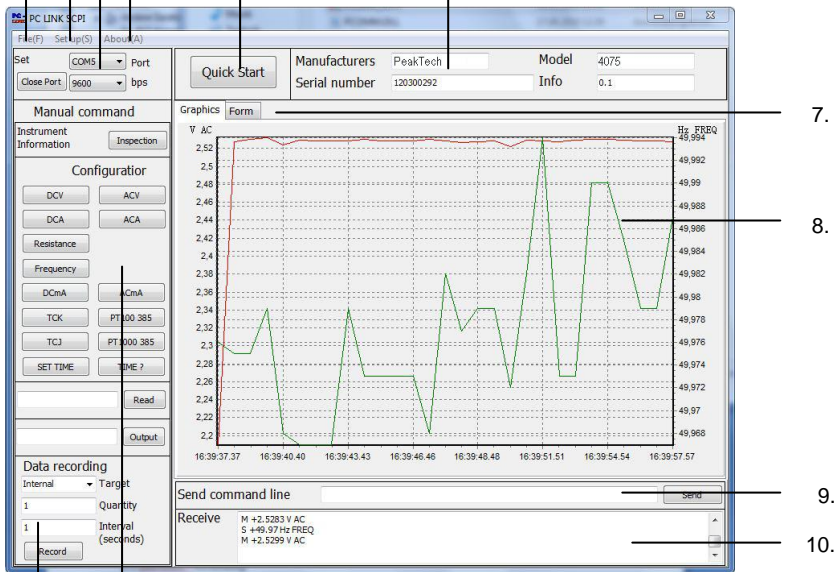 PC LINK SCPI
File(F) Setup(S) About(A)
Set COM5 Port
Close Port 9600 bps
Quick Start
Manufacturers PeakTech Model 4075
Serial number 120300292 Info 0.1
Manual command
Instrument Information Inspection
Configuratior
DCV ACV
DCA ACA
Resistance
Frequency
DCmA ACmA
TCK PT100 385
TCJ PT1000 385
SET TIME TIME ?
Read
Output
Data recording
Internal Target
1 Quantity
1 Interval (seconds)
Record
Graphics Form
7.
V AC
Hz FREQ
2,52
2,5
2,48
2,46
2,44
2,42
2,4
2,38
2,36
2,34
2,32
2,3
2,28
2,26
2,24
2,22
2,2
49,994
49,992
49,99
49,988
49,986
49,984
49,982
49,98
49,978
49,976
49,974
49,972
49,97
49,968
8.
16:39:37.37 16:39:40.40 16:39:43.43 16:39:46.46 16:39:48.48 16:39:51.51 16:39:54.54 16:39:57.57
Send command line Send
9.
Receive
M +2.5283 V AC
S +49.97 Hz FREQ
M +2.5299 V AC
10.